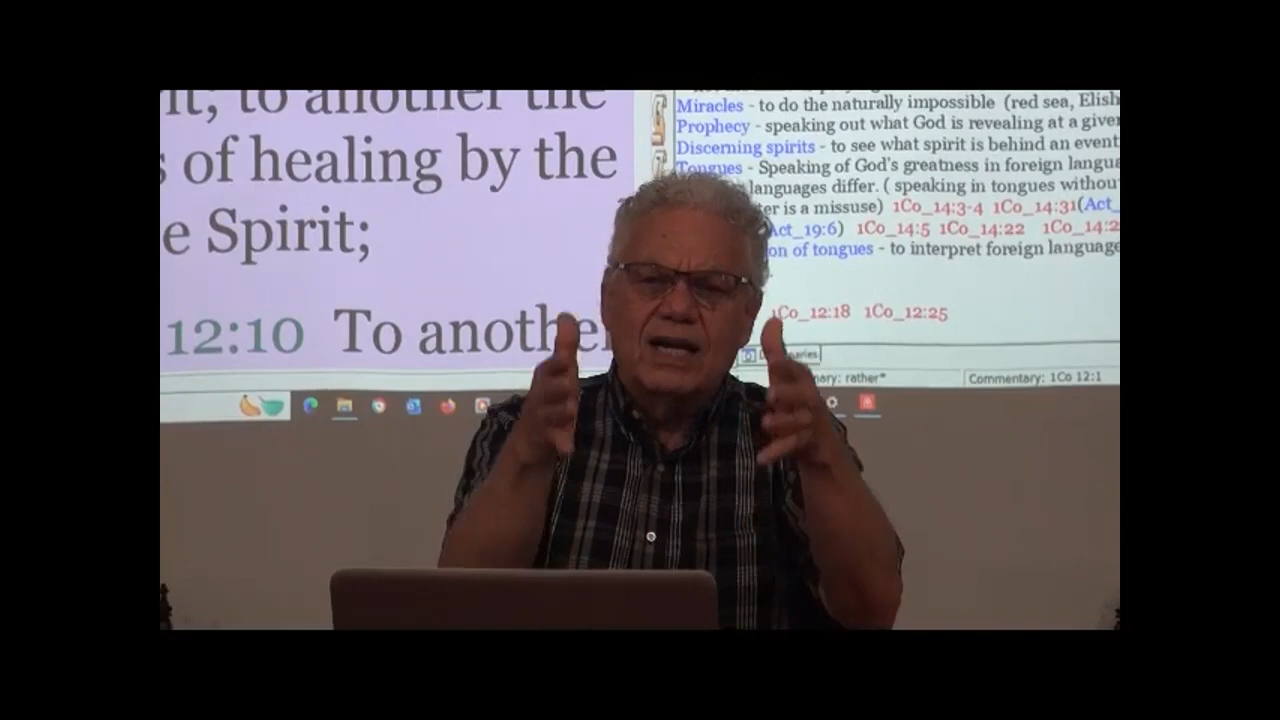 it; to another the
s of healing by the
e Spirit;
12:10 To another
Miracles - to do the naturally impossible (red sea, Elish
Prophecy - speaking out what God is revealing at a given
Discerning spirits - to see what spirit is behind an event
Tongues - Speaking of God's greatness in foreign langua
languages differ. ( speaking in tongues withou
ter is a missuse) 1Co_14:3-4 1Co_14:31(Act_
Act_19:6) 1Co_14:5 1Co_14:22 1Co_14:2
on of tongues - to interpret foreign language
1Co_12:18 1Co_12:25
nary: rather*
Commentary: 1Co 12:1